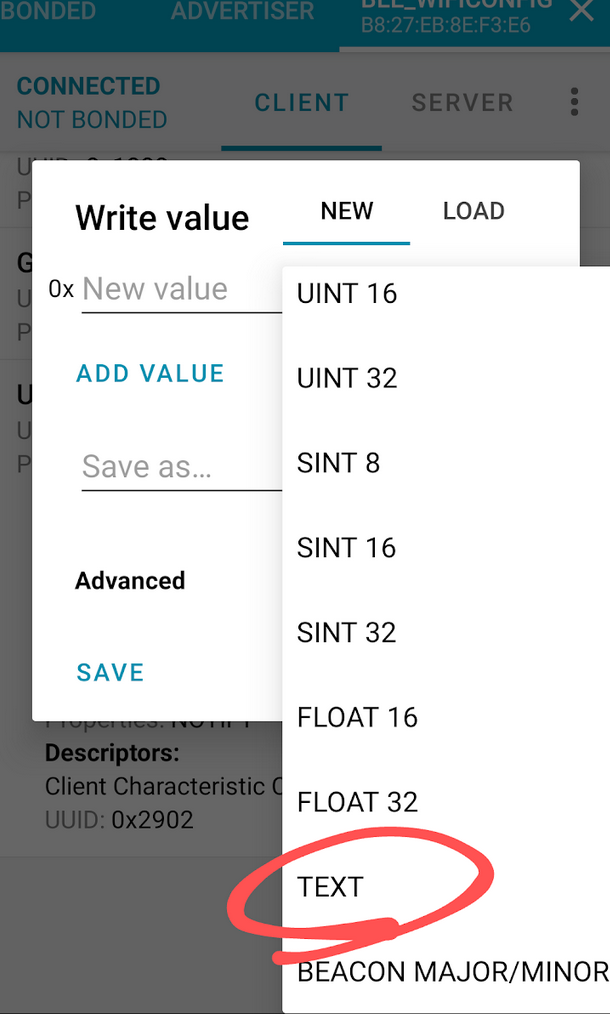 BONDED
ADVERTISER
BLE_WIFICONFIG
B8:27:EB:8E:F3:E6
CONNECTED
NOT BONDED
CLIENT
SERVER
Write value
NEW
LOAD
0x New value
ADD VALUE
Save as...
Advanced
SAVE
UINT 16
UINT 32
SINT 8
SINT 16
SINT 32
FLOAT 16
FLOAT 32
TEXT
BEACON MAJOR/MINOR
Properties: NOTIFY
Descriptors:
Client Characteristic
UUID: 0x2902